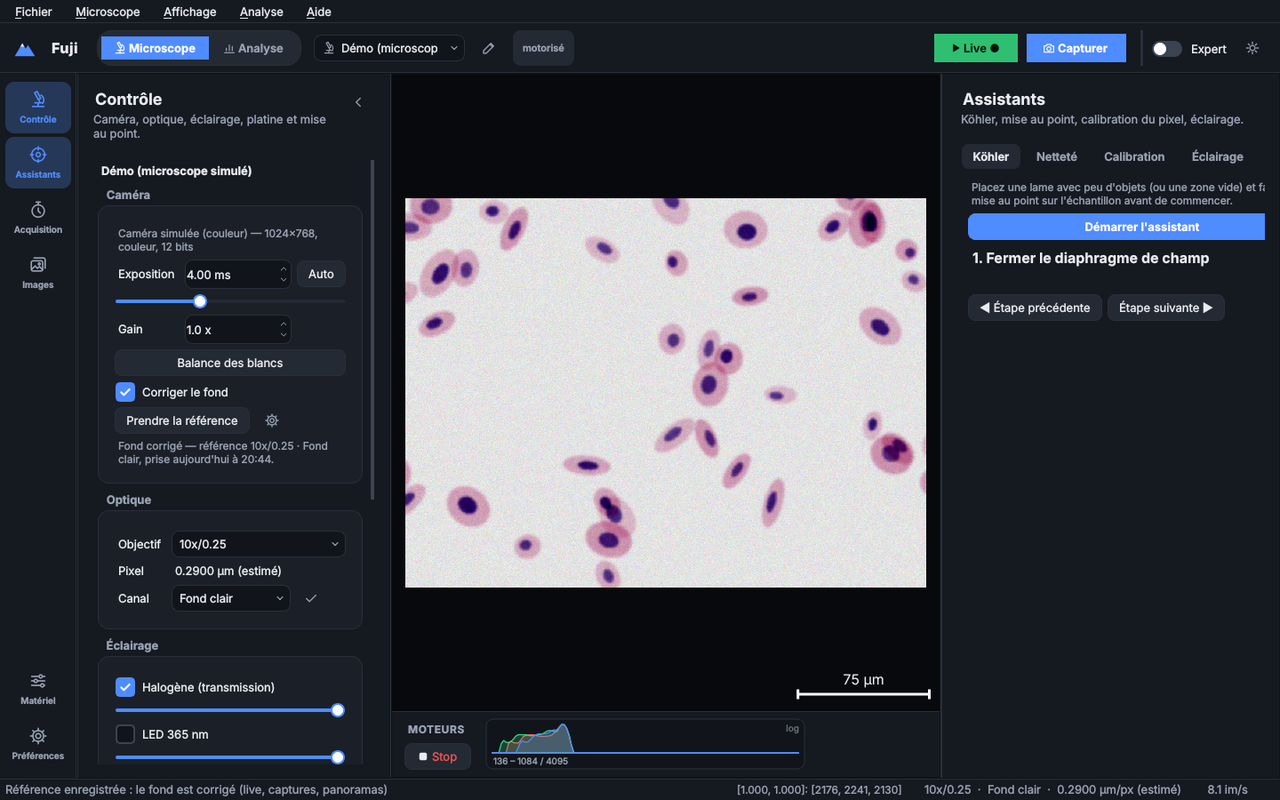 Fichier Microscope Affichage Analyse Aide
Fuji Microscope Analyse Démo (microscop motorisé Live Capturer Expert
Contrôle
Assistants
Acquisition
Images
Matériel
Préférences
Contrôle
Caméra, optique, éclairage, platine et mise
au point.
Démo (microscope simulé)
Caméra
Caméra simulée (couleur) — 1024×768,
couleur, 12 bits
Exposition 4.00 ms Auto
Gain 1.0 x
Balance des blancs
Corriger le fond
Prendre la référence
Fond corrigé — référence 10x/0.25 · Fond
clair, prise aujourd'hui à 20:44.
Optique
Objectif 10x/0.25
Pixel 0.2900 µm (estimé)
Canal Fond clair
Éclairage
Halogène (transmission)
LED 365 nm
75 µm
MOTEURS
Stop
log
136 – 1084 / 4095
Assistants
Köhler, mise au point, calibration du pixel, éclairage.
Köhler Netteté Calibration Éclairage
Placez une lame avec peu d'objets (ou une zone vide) et fa
mise au point sur l'échantillon avant de commencer.
Démarrer l'assistant
1. Fermer le diaphragme de champ
◀ Étape précédente Étape suivante ▶
Référence enregistrée : le fond est corrigé (live, captures, panoramas) [1.000, 1.000]: [2176, 2241, 2130] 10x/0.25 · Fond clair · 0.2900 µm/px (estimé) 8.1 im/s